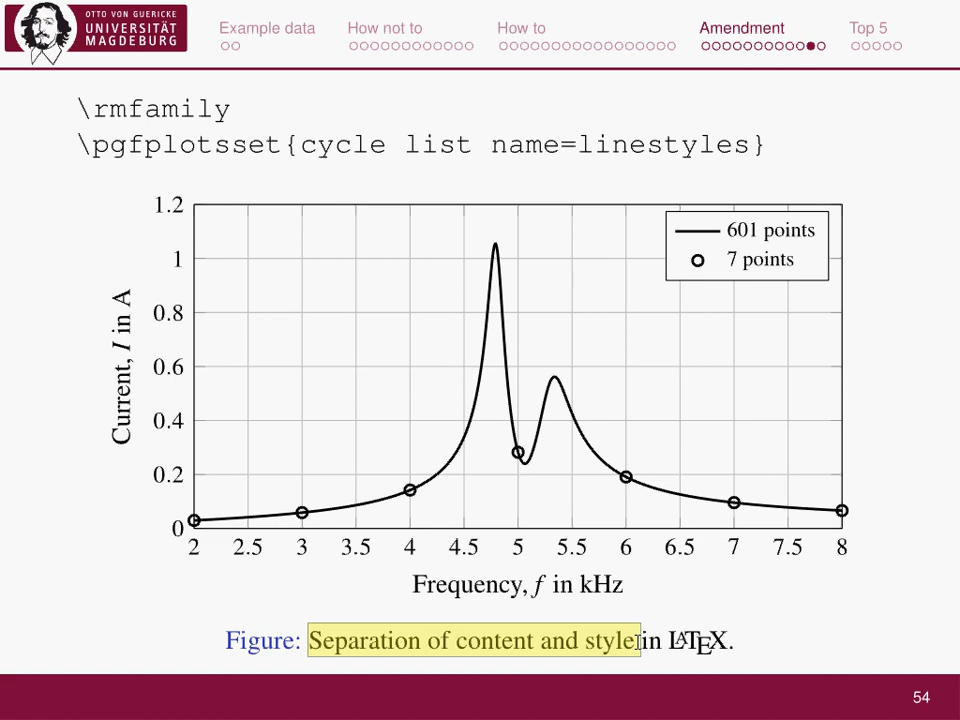 OTTO VON GUERICKE
UNIVERSITÄT
MAGDEBURG
Example data
How not to
How to
Amendment
Top 5
\rmfamily
\pgfplotsset{cycle list name=linestyles}
1.2
1
0.8
0.6
0.4
0.2
0
Current, I in A
601 points
7 points
2 2.5 3 3.5 4 4.5 5 5.5 6 6.5 7 7.5 8
Frequency, f in kHz
Figure: Separation of content and style in LATEX.
54